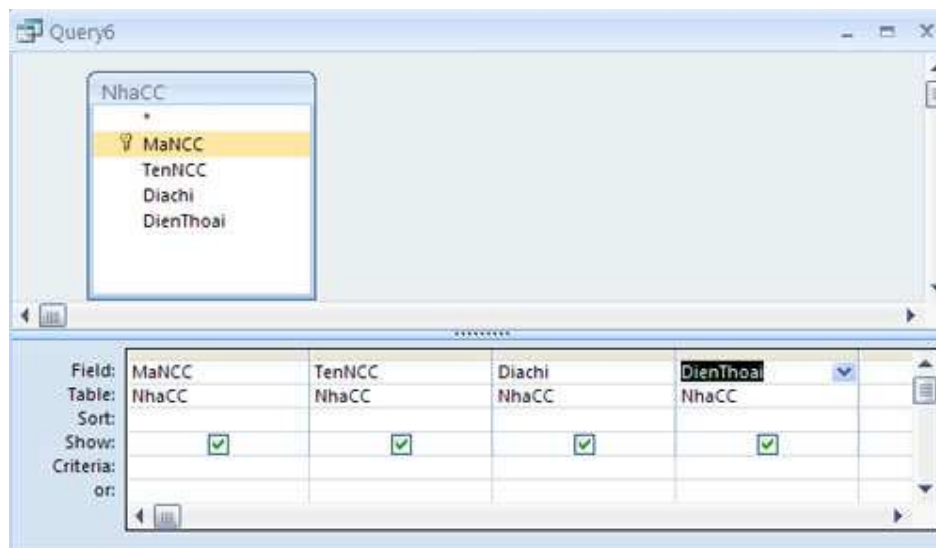 Query6
NhaCC
*
MaNCC
TenNCC
Diachi
DienThoai
Field: MaNCC TenNCC Diachi DienThoai
Table: NhaCC NhaCC NhaCC NhaCC
Sort:
Show:
Criteria:
or: